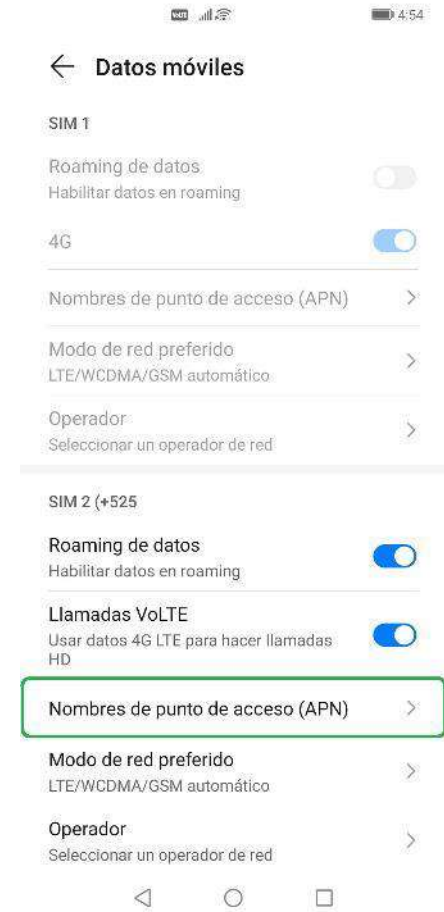 VoLTE 4:54
Datos móviles
SIM 1
Roaming de datos
Habilitar datos en roaming
4G
Nombres de punto de acceso (APN)
Modo de red preferido
LTE/WCDMA/GSM automático
Operador
Seleccionar un operador de red
SIM 2 (+525
Roaming de datos
Habilitar datos en roaming
Llamadas VoLTE
Usar datos 4G LTE para hacer llamadas
HD
Nombres de punto de acceso (APN)
Modo de red preferido
LTE/WCDMA/GSM automático
Operador
Seleccionar un operador de red